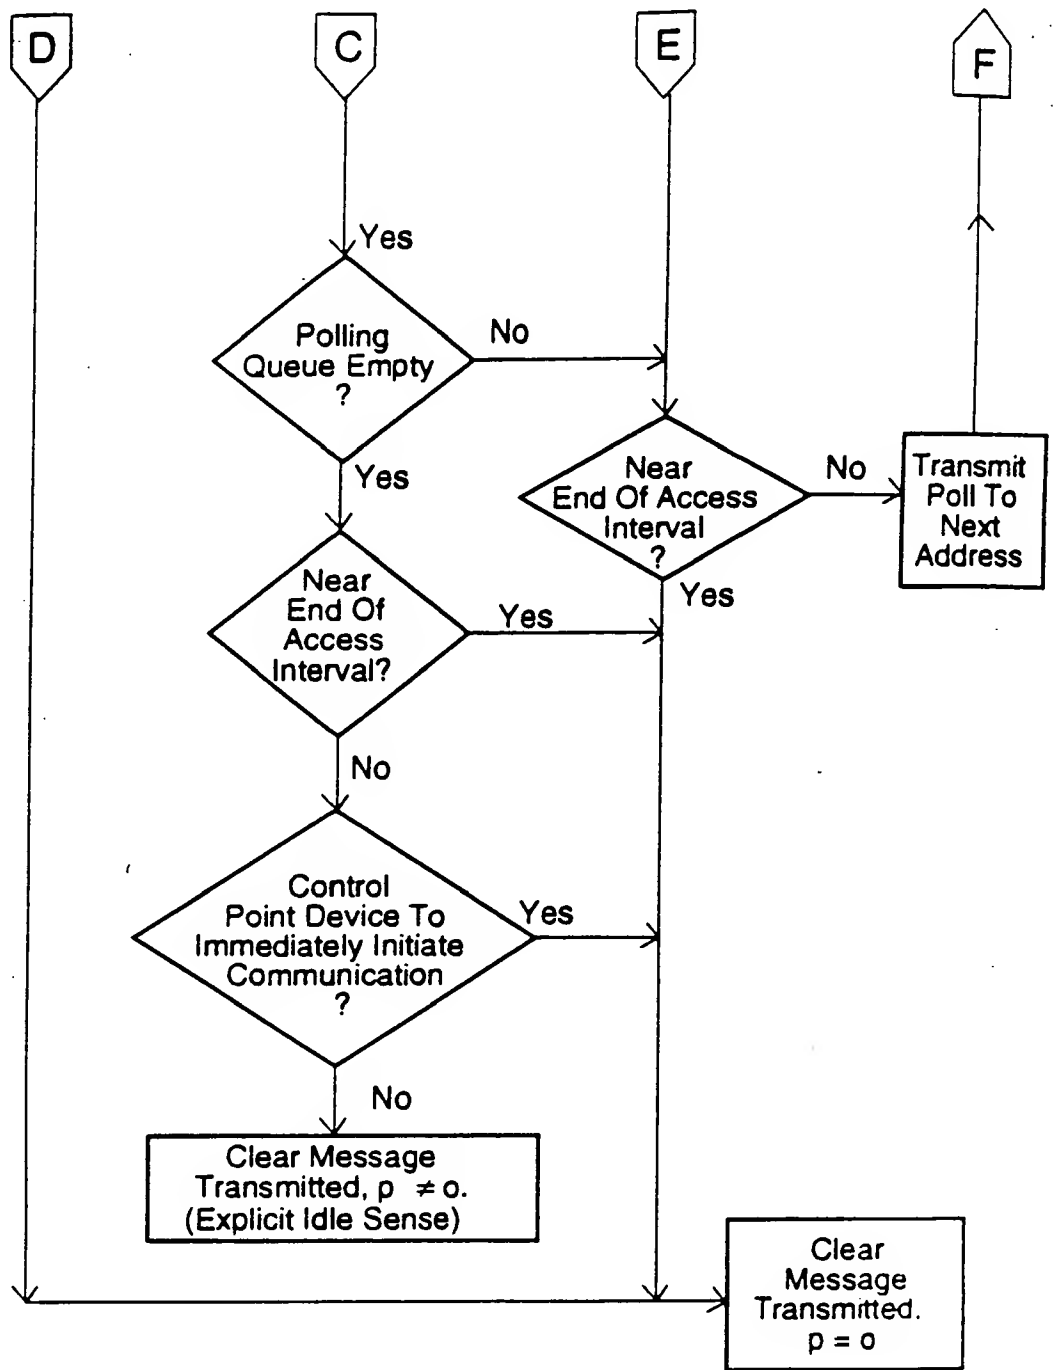 D
C
E
F
Yes
Polling
Queue Empty
?
No
Yes
Near
End Of Access
Interval
?
No
Transmit
Poll To
Next
Address
Yes
Near
End Of
Access
Interval?
Yes
No
Control
Point Device To
Immediately Initiate
Communication
?
Yes
No
Clear Message
Transmitted, p ≠ o.
(Explicit Idle Sense)
Clear
Message
Transmitted.
p = o